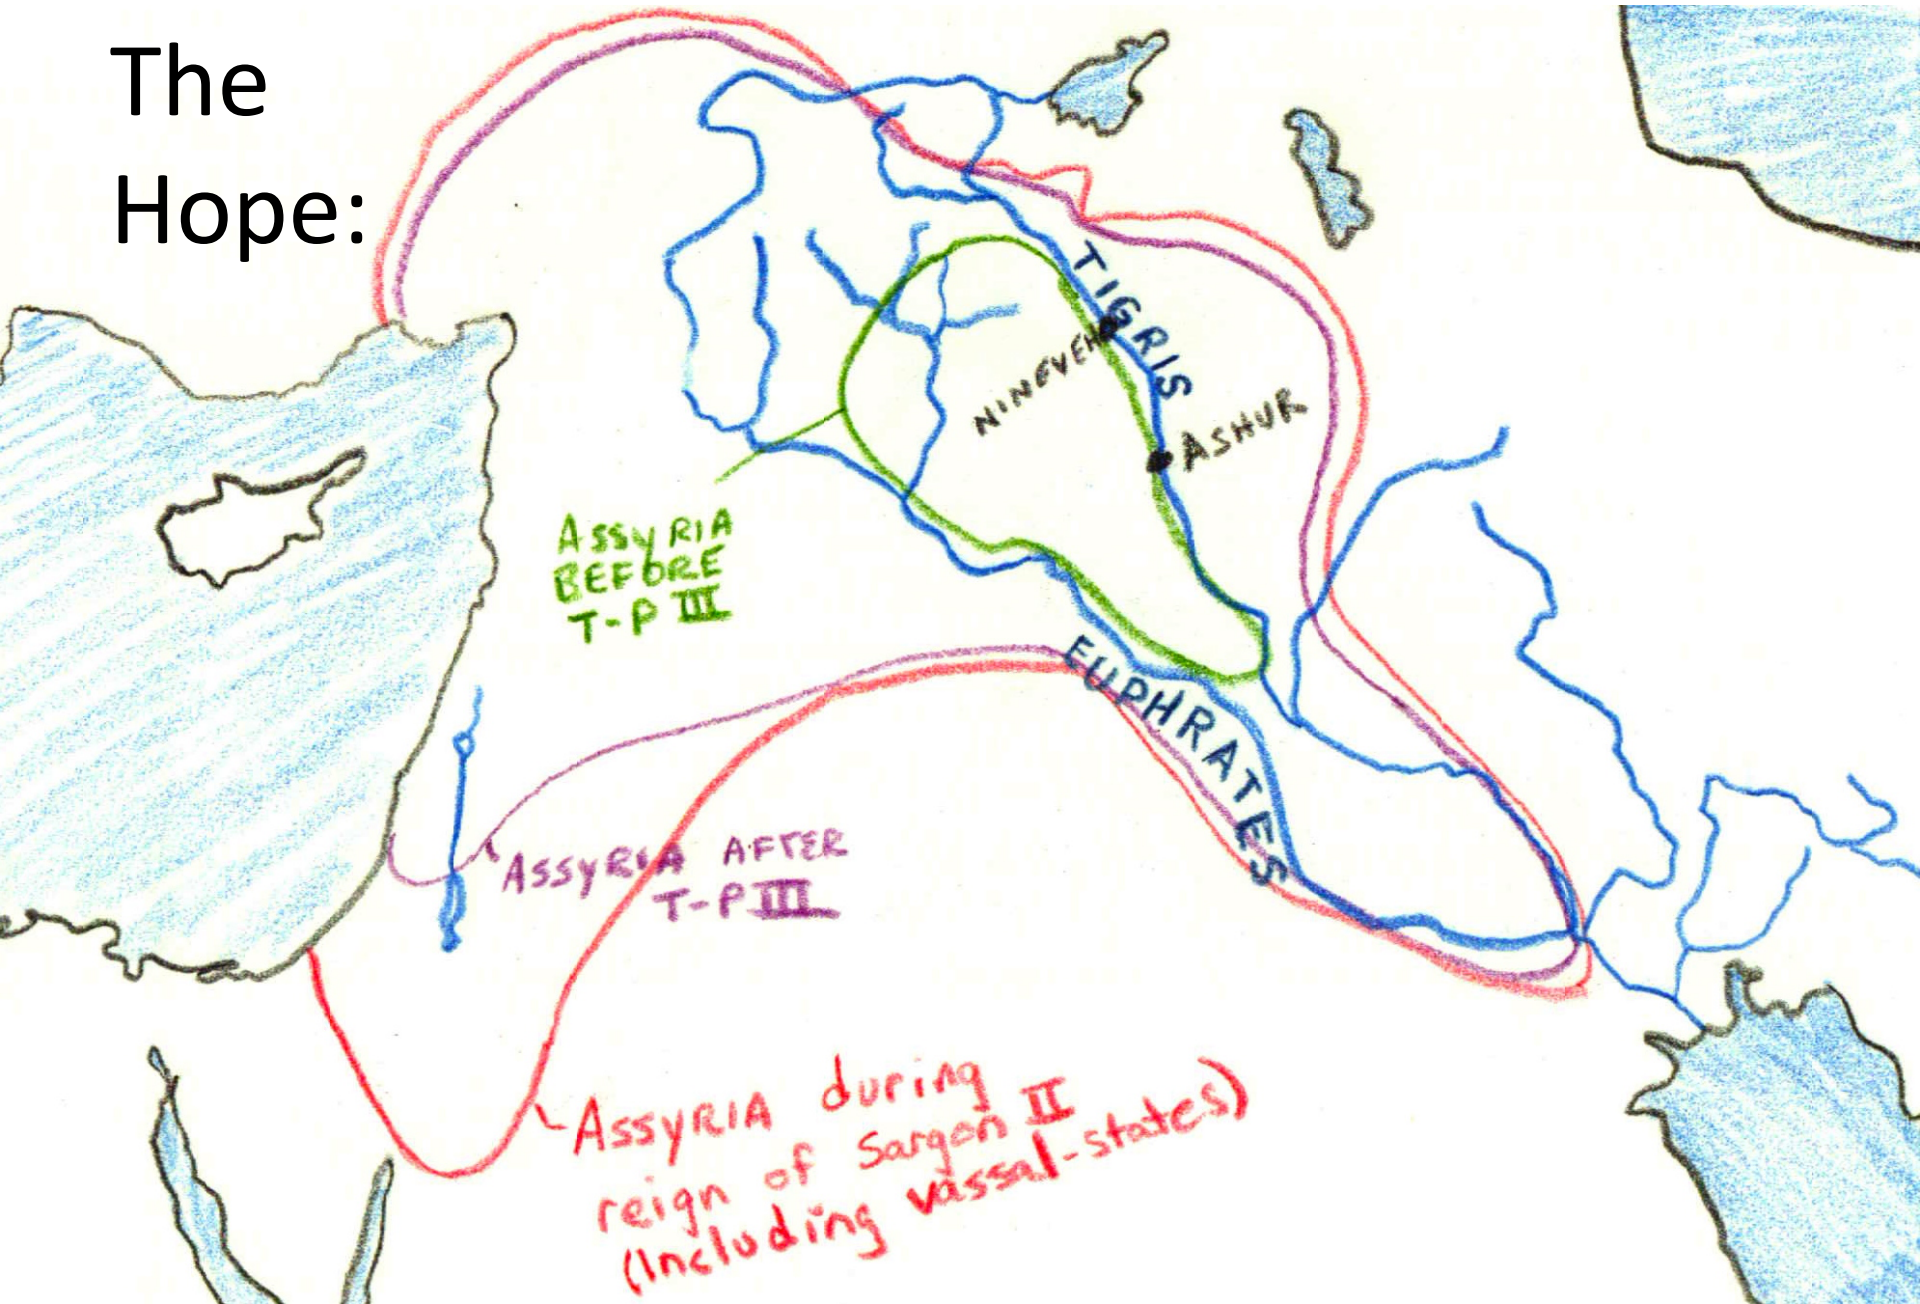 The
Hope:
TIGRIS
NINEVEH
ASHUR
ASSYRIA
BEFORE
T-P III
EUPHRATES
ASSYRIA AFTER
T-P III
ASSYRIA during
reign of Sargon II
(Including vassal-states)